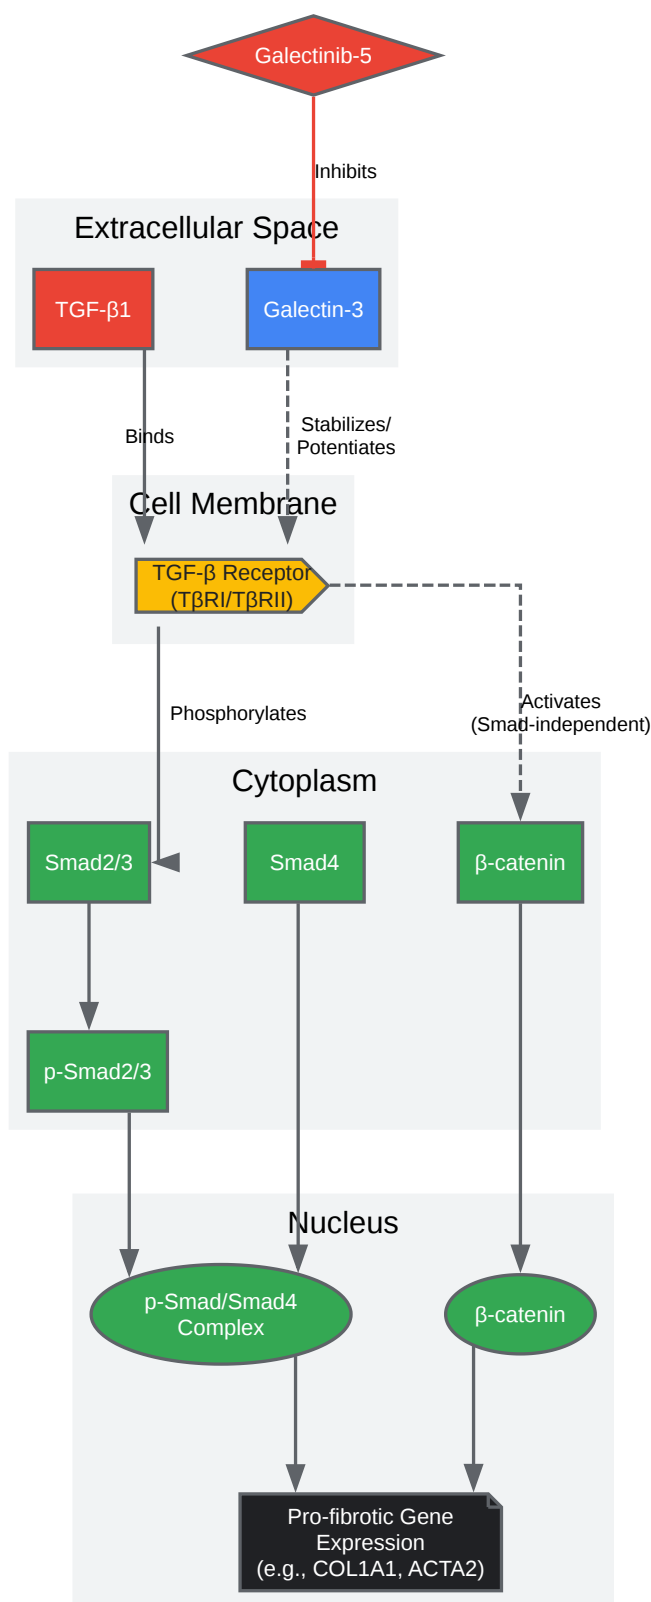 Galectinib-5
Inhibits
Extracellular Space
TGF-β1
Galectin-3
Binds
Stabilizes/
Potentiates
Cell Membrane
TGF-β Receptor
(TβRI/TβRII)
Phosphorylates
Activates
(Smad-independent)
Cytoplasm
Smad2/3
Smad4
β-catenin
p-Smad2/3
Nucleus
p-Smad/Smad4
Complex
β-catenin
Pro-fibrotic Gene
Expression
(e.g., COL1A1, ACTA2)